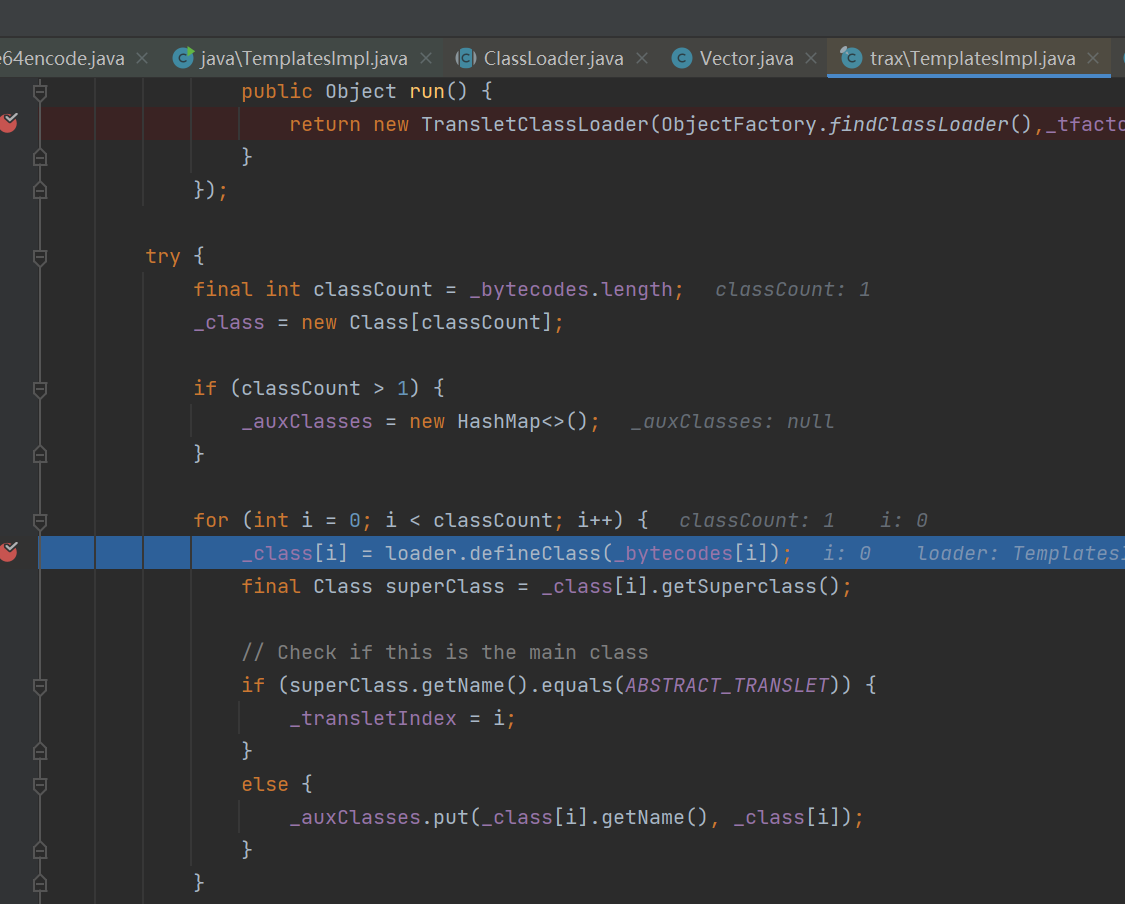 e64encode.java java\TemplatesImpl.java ClassLoader.java Vector.java trax\TemplatesImpl.java
public Object run() {
return new TransletClassLoader(ObjectFactory.findClassLoader(),_tfacto
}
});
try {
final int classCount = _bytecodes.length; classCount: 1
_class = new Class[classCount];
if (classCount > 1) {
_auxClasses = new HashMap<>(); _auxClasses: null
}
for (int i = 0; i < classCount; i++) { classCount: 1 i: 0
_class[i] = loader.defineClass(_bytecodes[i]); i: 0 loader: Templates
final Class superClass = _class[i].getSuperclass();
// Check if this is the main class
if (superClass.getName().equals(ABSTRACT_TRANSLET)) {
_transletIndex = i;
}
else {
_auxClasses.put(_class[i].getName(), _class[i]);
}
}